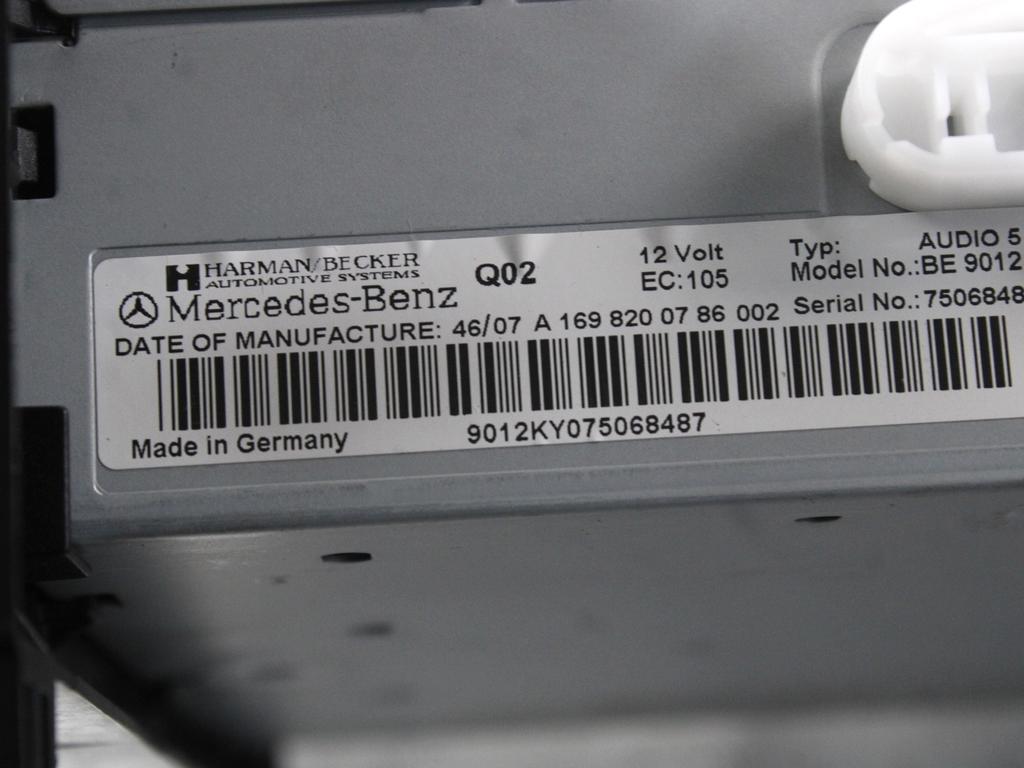 HARMAN/BECKER
AUTOMOTIVE SYSTEMS
Mercedes-Benz
Q02
12 Volt
EC:105
Typ: AUDIO 5
Model No.:BE 9012
DATE OF MANUFACTURE: 46/07 A 169 820 07 86 002 Serial No.:7506848
Made in Germany 9012KY075068487